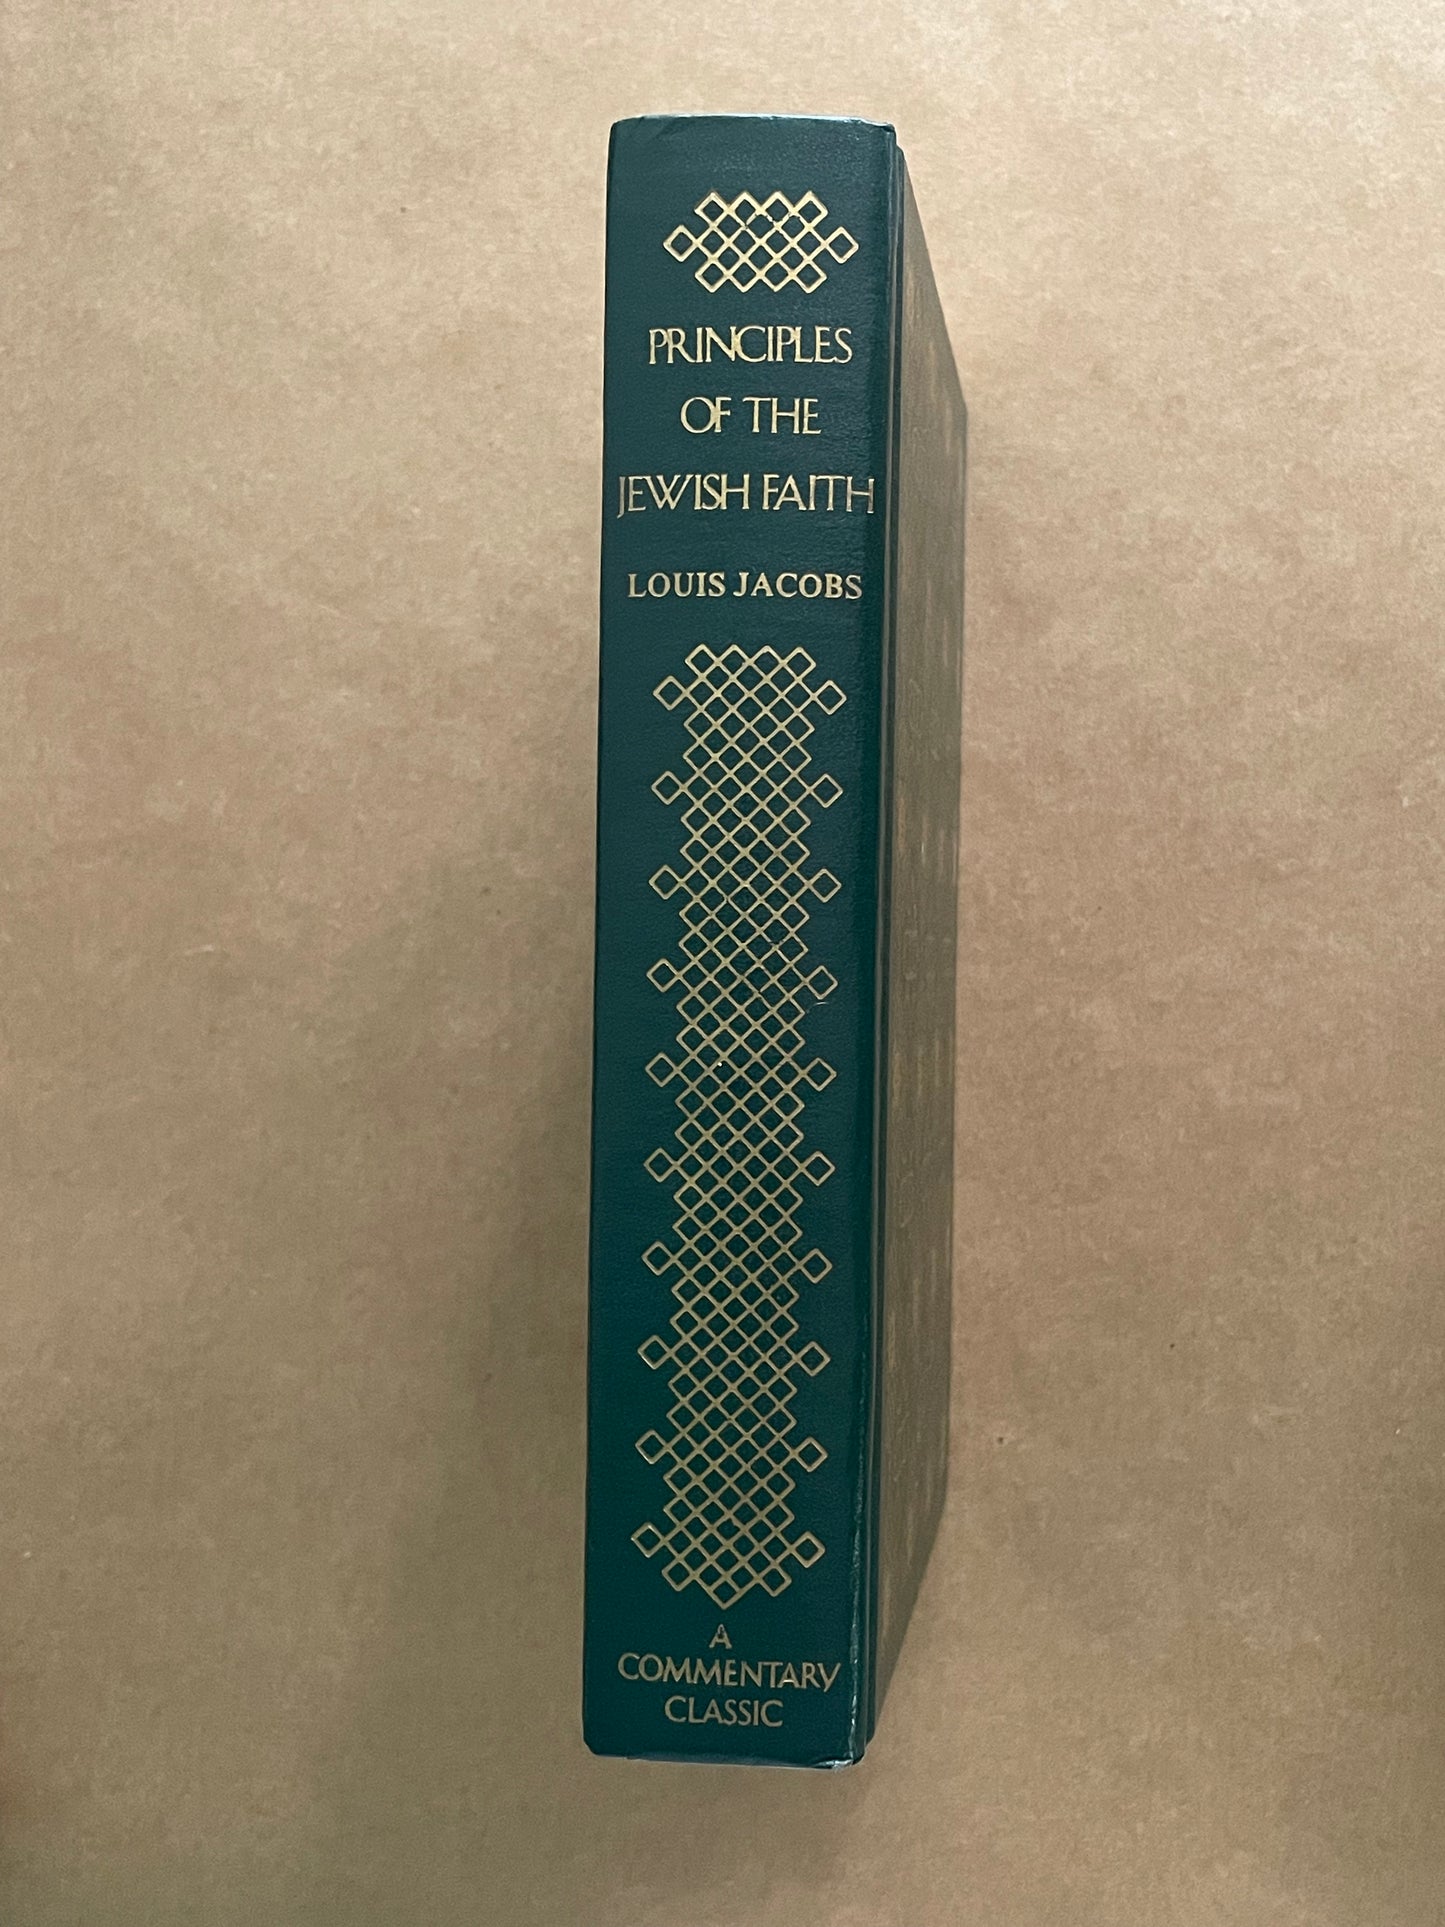 PRINCIPLES
OF THE
JEWISH FAITH
LOUIS JACOBS
A
COMMENTARY
CLASSIC